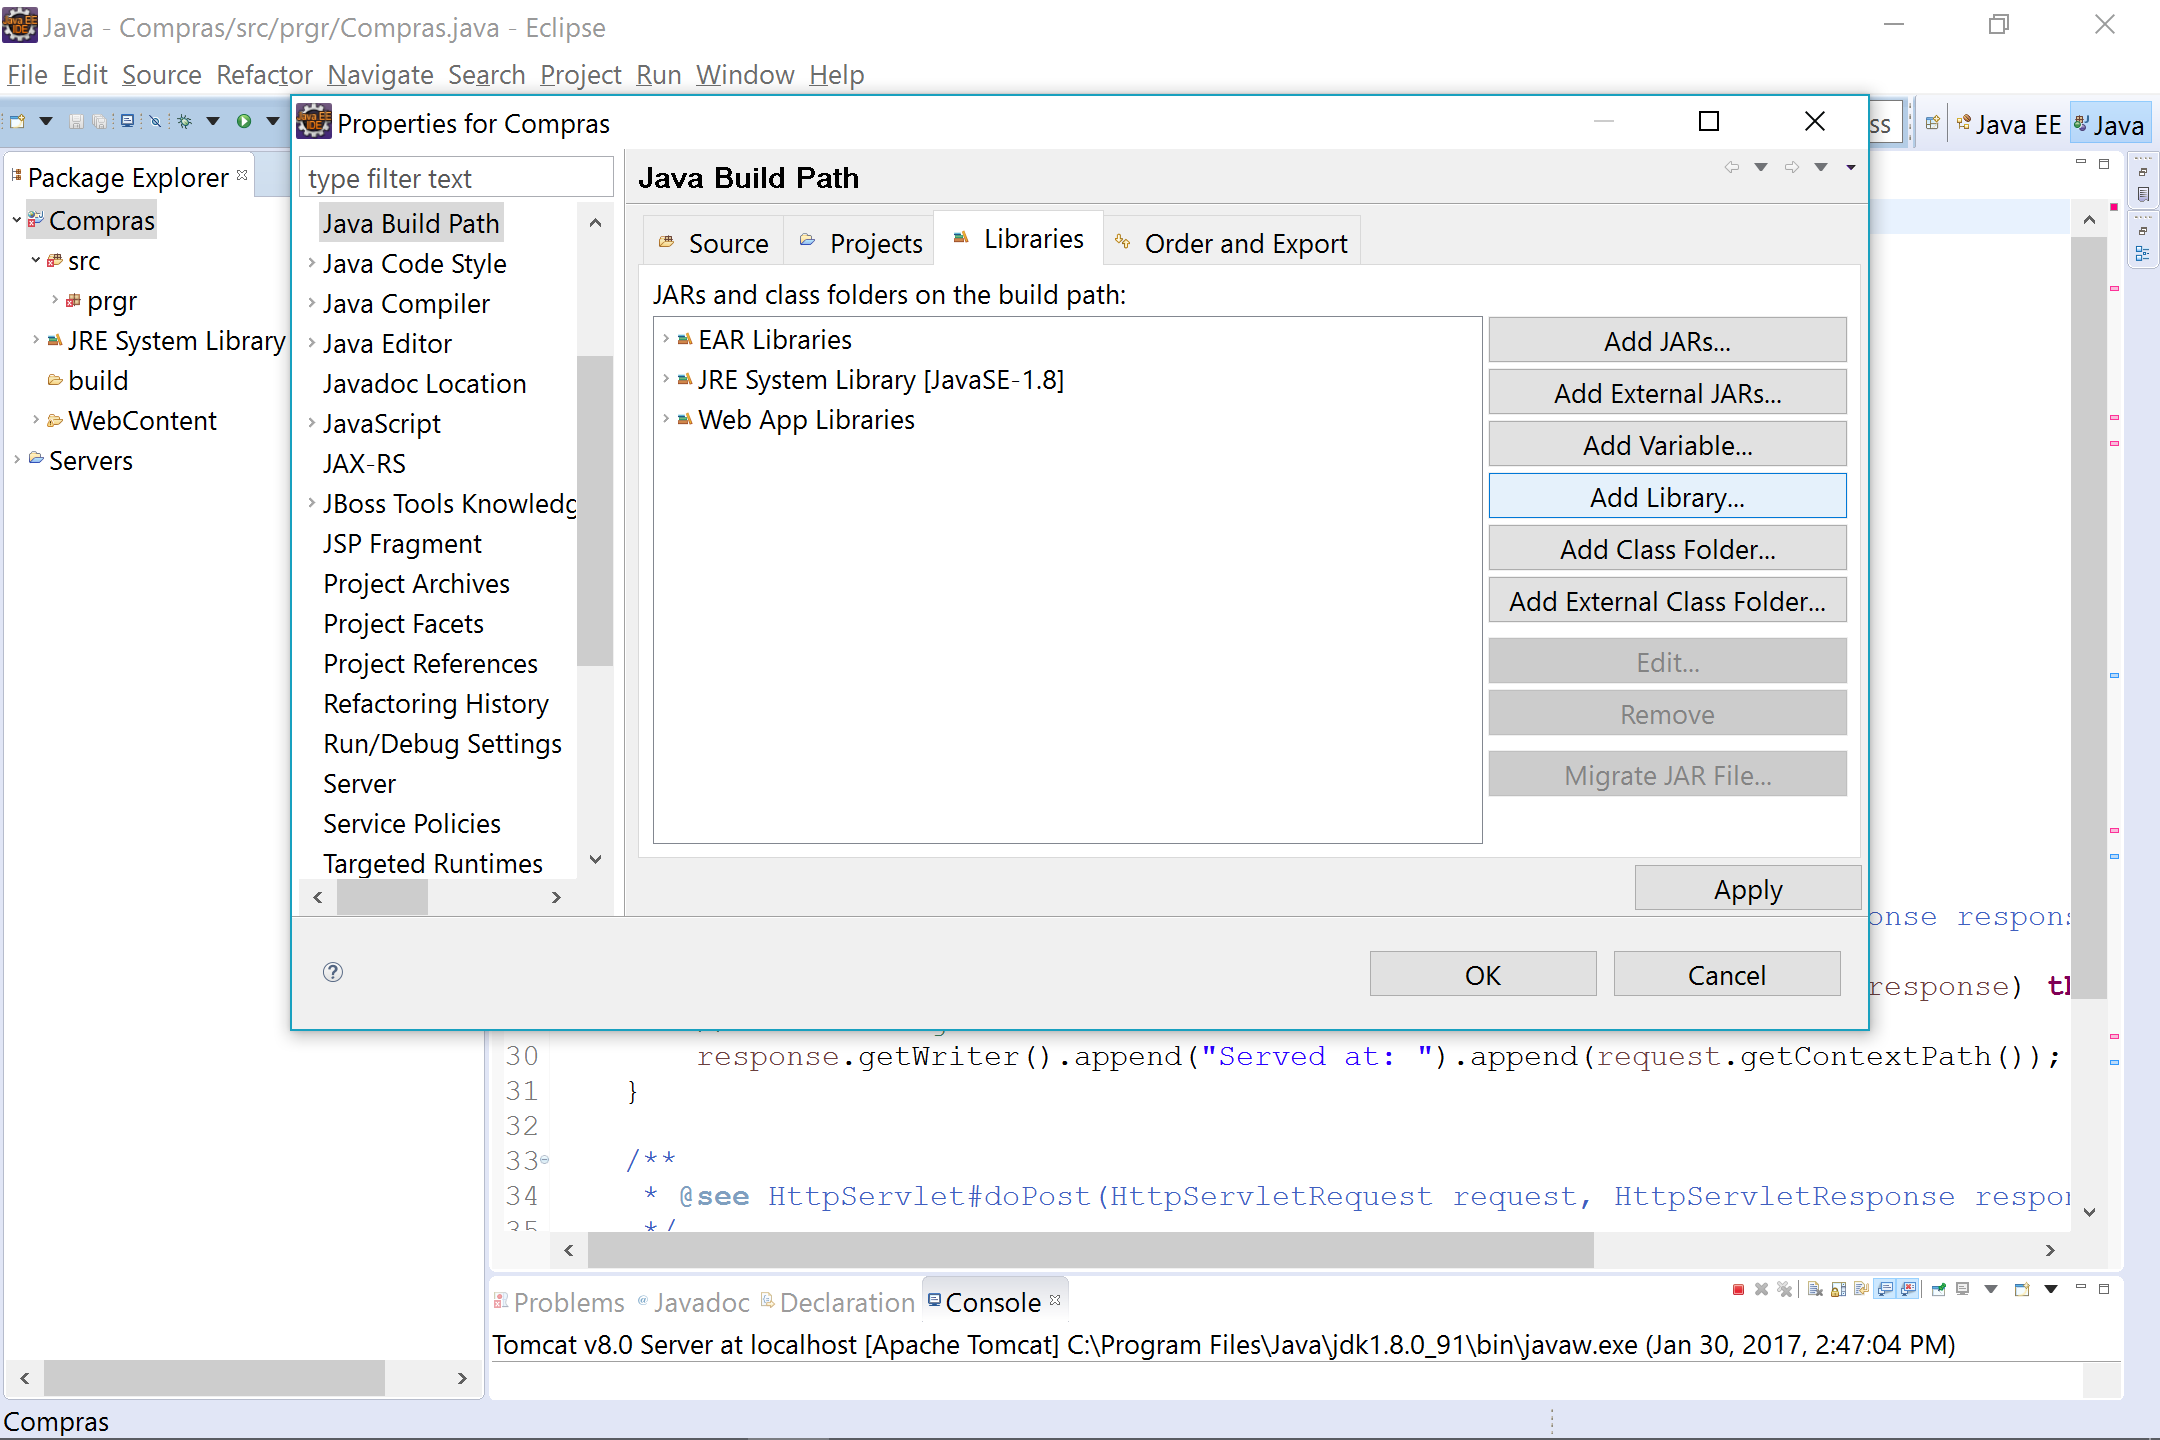 Java - Compras/src/prgr/Compras.java - Eclipse
File Edit Source Refactor Navigate Search Project Run Window Help
Properties for Compras
ss
Java EE
Java
Package Explorer
type filter text
Java Build Path
Compras
src
prgr
JRE System Library
build
WebContent
Servers
Java Build Path
Java Code Style
Java Compiler
Java Editor
Javadoc Location
JavaScript
JAX-RS
JBoss Tools Knowledg
JSP Fragment
Project Archives
Project Facets
Project References
Refactoring History
Run/Debug Settings
Server
Service Policies
Targeted Runtimes
Source Projects Libraries Order and Export
JARs and class folders on the build path:
EAR Libraries
JRE System Library [JavaSE-1.8]
Web App Libraries
Add JARs...
Add External JARs...
Add Variable...
Add Library...
Add Class Folder...
Add External Class Folder...
Edit...
Remove
Migrate JAR File...
Apply
OK
Cancel
onse respons
response) th
30 response.getWriter().append("Served at: ").append(request.getContextPath());
31 }
32
33 /**
34 * @see HttpServlet#doPost(HttpServletRequest request, HttpServletResponse respon
35 */
Problems Javadoc Declaration Console
Tomcat v8.0 Server at localhost [Apache Tomcat] C:\Program Files\Java\jdk1.8.0_91\bin\javaw.exe (Jan 30, 2017, 2:47:04 PM)
Compras